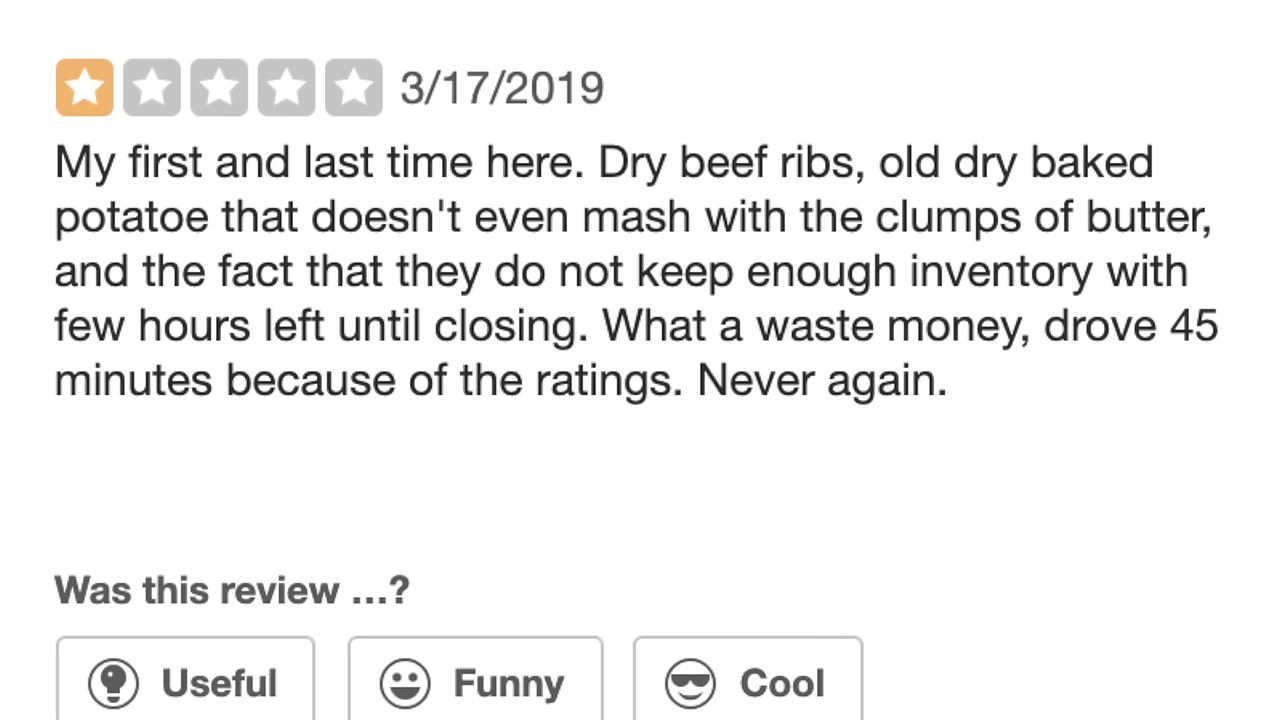 3/17/2019
My first and last time here. Dry beef ribs, old dry baked
potatoe that doesn't even mash with the clumps of butter,
and the fact that they do not keep enough inventory with
few hours left until closing. What a waste money, drove 45
minutes because of the ratings. Never again.
Was this review ...?
Useful Funny Cool